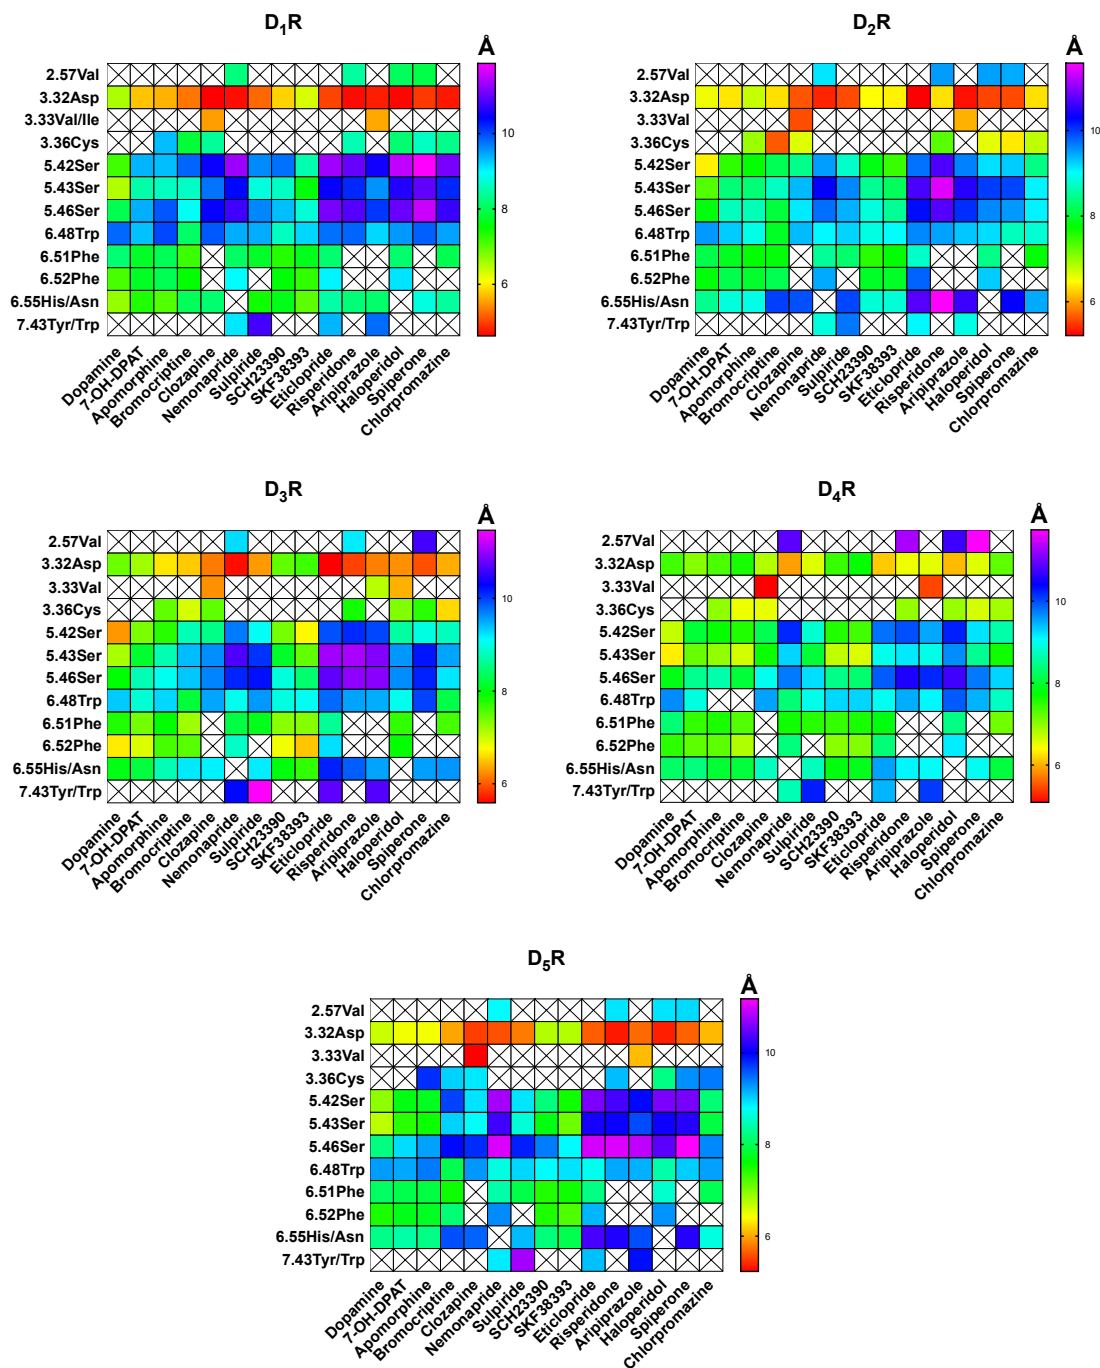 D₁R
Å
2.57Val
3.32Asp
3.33Val/Ile
3.36Cys
5.42Ser
5.43Ser
5.46Ser
6.48Trp
6.51Phe
6.52Phe
6.55His/Asn
7.43Tyr/Trp
10
8
6
Dopamine
7-OH-DPAT
Apomorphine
Bromocriptine
Clozapine
Nemonapride
Sulpiride
SCH23390
SKF38393
Eticlopride
Risperidone
Aripiprazole
Haloperidol
Spiperone
Chlorpromazine
D₂R
Å
2.57Val
3.32Asp
3.33Val
3.36Cys
5.42Ser
5.43Ser
5.46Ser
6.48Trp
6.51Phe
6.52Phe
6.55His/Asn
7.43Tyr/Trp
10
8
6
Dopamine
7-OH-DPAT
Apomorphine
Bromocriptine
Clozapine
Nemonapride
Sulpiride
SCH23390
SKF38393
Eticlopride
Risperidone
Aripiprazole
Haloperidol
Spiperone
Chlorpromazine
D₃R
Å
2.57Val
3.32Asp
3.33Val
3.36Cys
5.42Ser
5.43Ser
5.46Ser
6.48Trp
6.51Phe
6.52Phe
6.55His/Asn
7.43Tyr/Trp
10
8
6
Dopamine
7-OH-DPAT
Apomorphine
Bromocriptine
Clozapine
Nemonapride
Sulpiride
SCH23390
SKF38393
Eticlopride
Risperidone
Aripiprazole
Haloperidol
Spiperone
Chlorpromazine
D₄R
Å
2.57Val
3.32Asp
3.33Val
3.36Cys
5.42Ser
5.43Ser
5.46Ser
6.48Trp
6.51Phe
6.52Phe
6.55His/Asn
7.43Tyr/Trp
10
8
6
Dopamine
7-OH-DPAT
Apomorphine
Bromocriptine
Clozapine
Nemonapride
Sulpiride
SCH23390
SKF38393
Eticlopride
Risperidone
Aripiprazole
Haloperidol
Spiperone
Chlorpromazine
D₅R
Å
2.57Val
3.32Asp
3.33Val
3.36Cys
5.42Ser
5.43Ser
5.46Ser
6.48Trp
6.51Phe
6.52Phe
6.55His/Asn
7.43Tyr/Trp
10
8
6
Dopamine
7-OH-DPAT
Apomorphine
Bromocriptine
Clozapine
Nemonapride
Sulpiride
SCH23390
SKF38393
Eticlopride
Risperidone
Aripiprazole
Haloperidol
Spiperone
Chlorpromazine